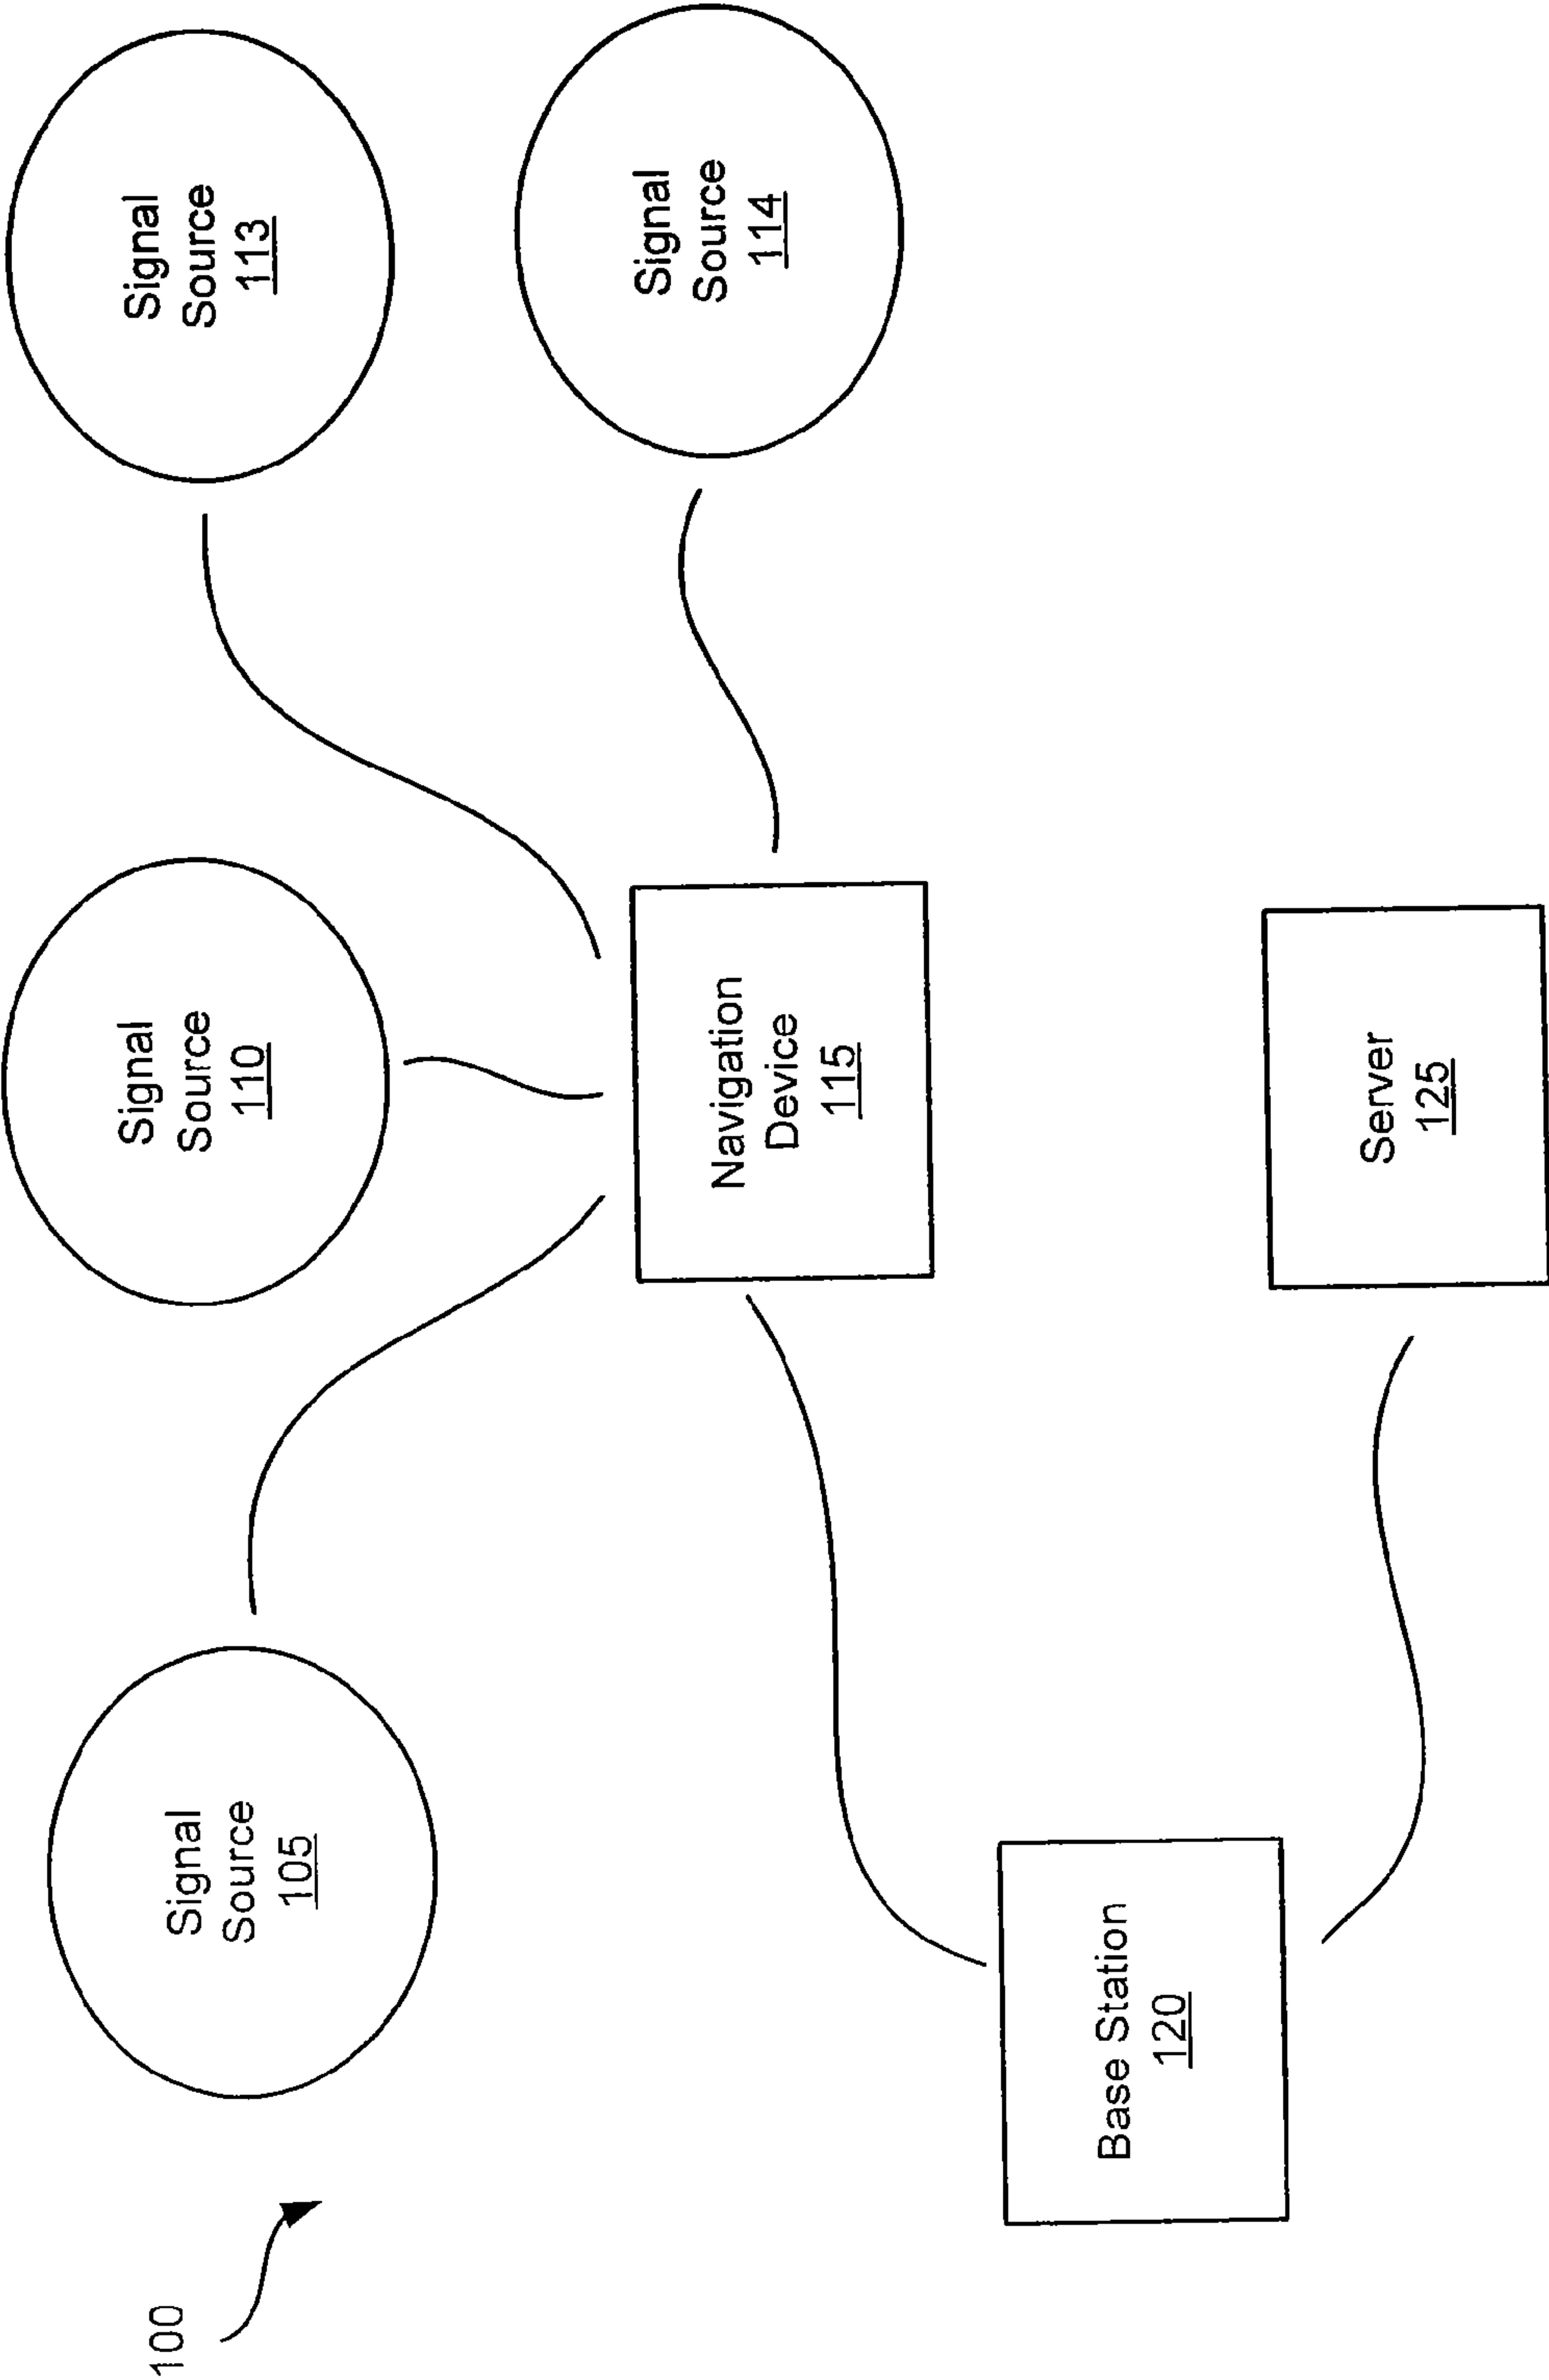 100
Signal
Source
105
Signal
Source
110
Signal
Source
113
Signal
Source
114
Navigation
Device
115
Base Station
120
Server
125